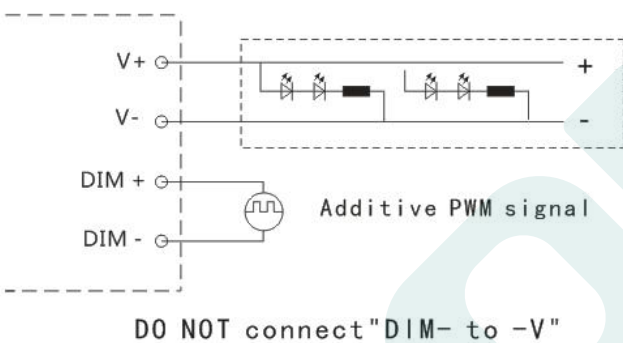 V+
+
V-
-
DIM +
Additive PWM signal
DIM -
DO NOT connect"DIM- to -V"